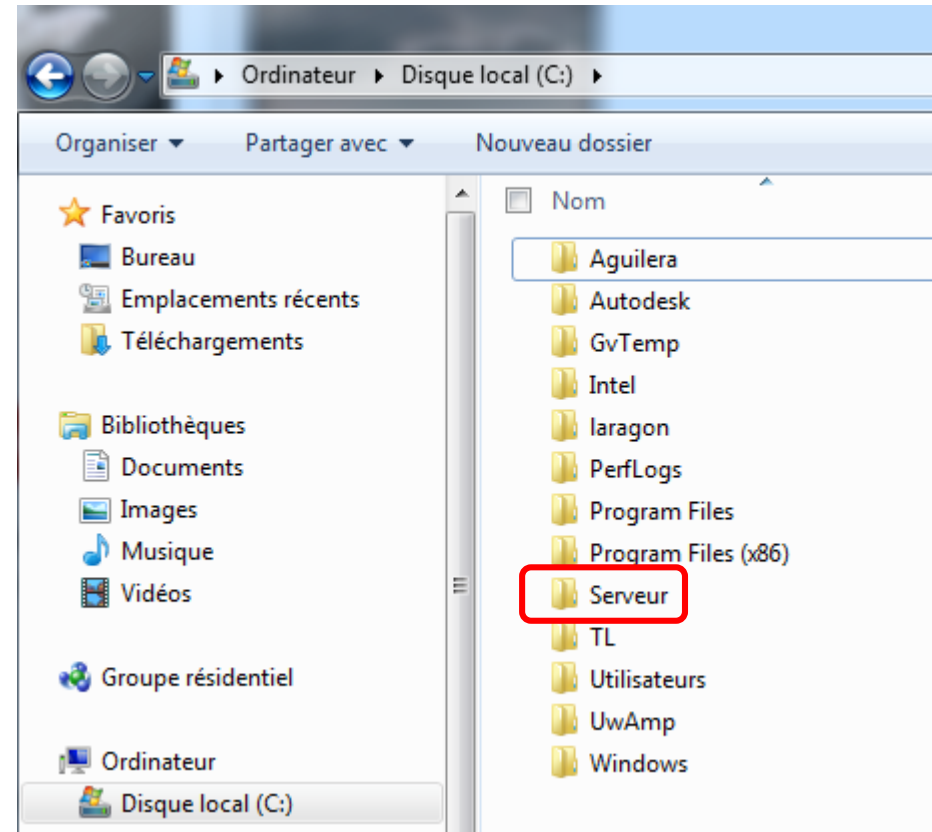 Ordinateur Disque local (C:)
Organiser Partager avec Nouveau dossier
Favoris
Bureau
Emplacements récents
Téléchargements
Bibliothèques
Documents
Images
Musique
Vidéos
Groupe résidentiel
Ordinateur
Disque local (C:)
Nom
Aguilera
Autodesk
GvTemp
Intel
laragon
PerfLogs
Program Files
Program Files (x86)
Serveur
TL
Utilisateurs
UwAmp
Windows